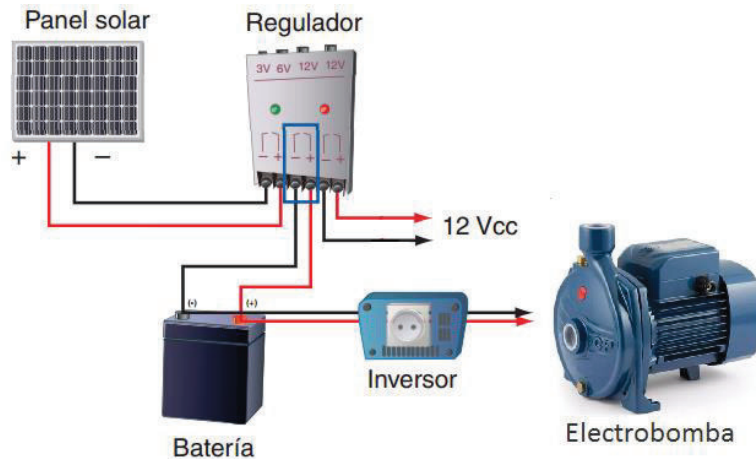 Panel solar
Regulador
3V 6V 12V 12V
+ −
− + − + − +
12 Vcc
(-) (+)
Inversor
Batería
Electrobomba